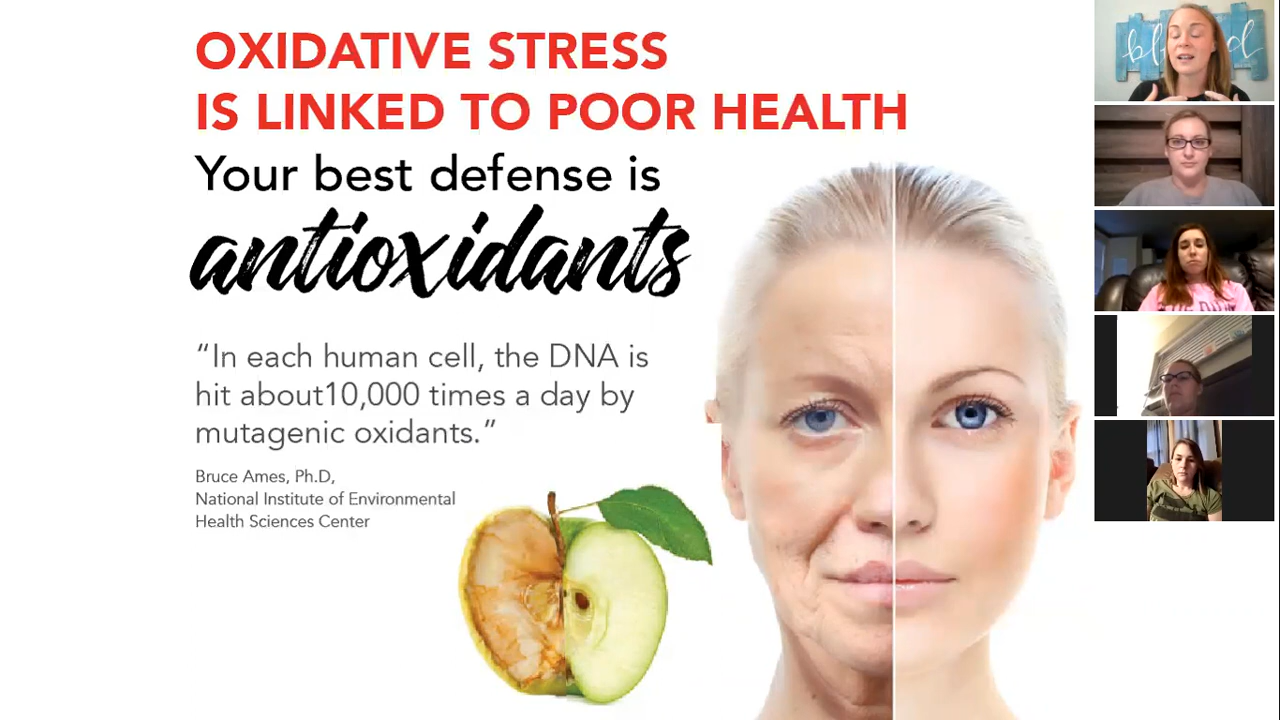 OXIDATIVE STRESS
IS LINKED TO POOR HEALTH
Your best defense is
antioxidants
“In each human cell, the DNA is
hit about10,000 times a day by
mutagenic oxidants.”
Bruce Ames, Ph.D,
National Institute of Environmental
Health Sciences Center